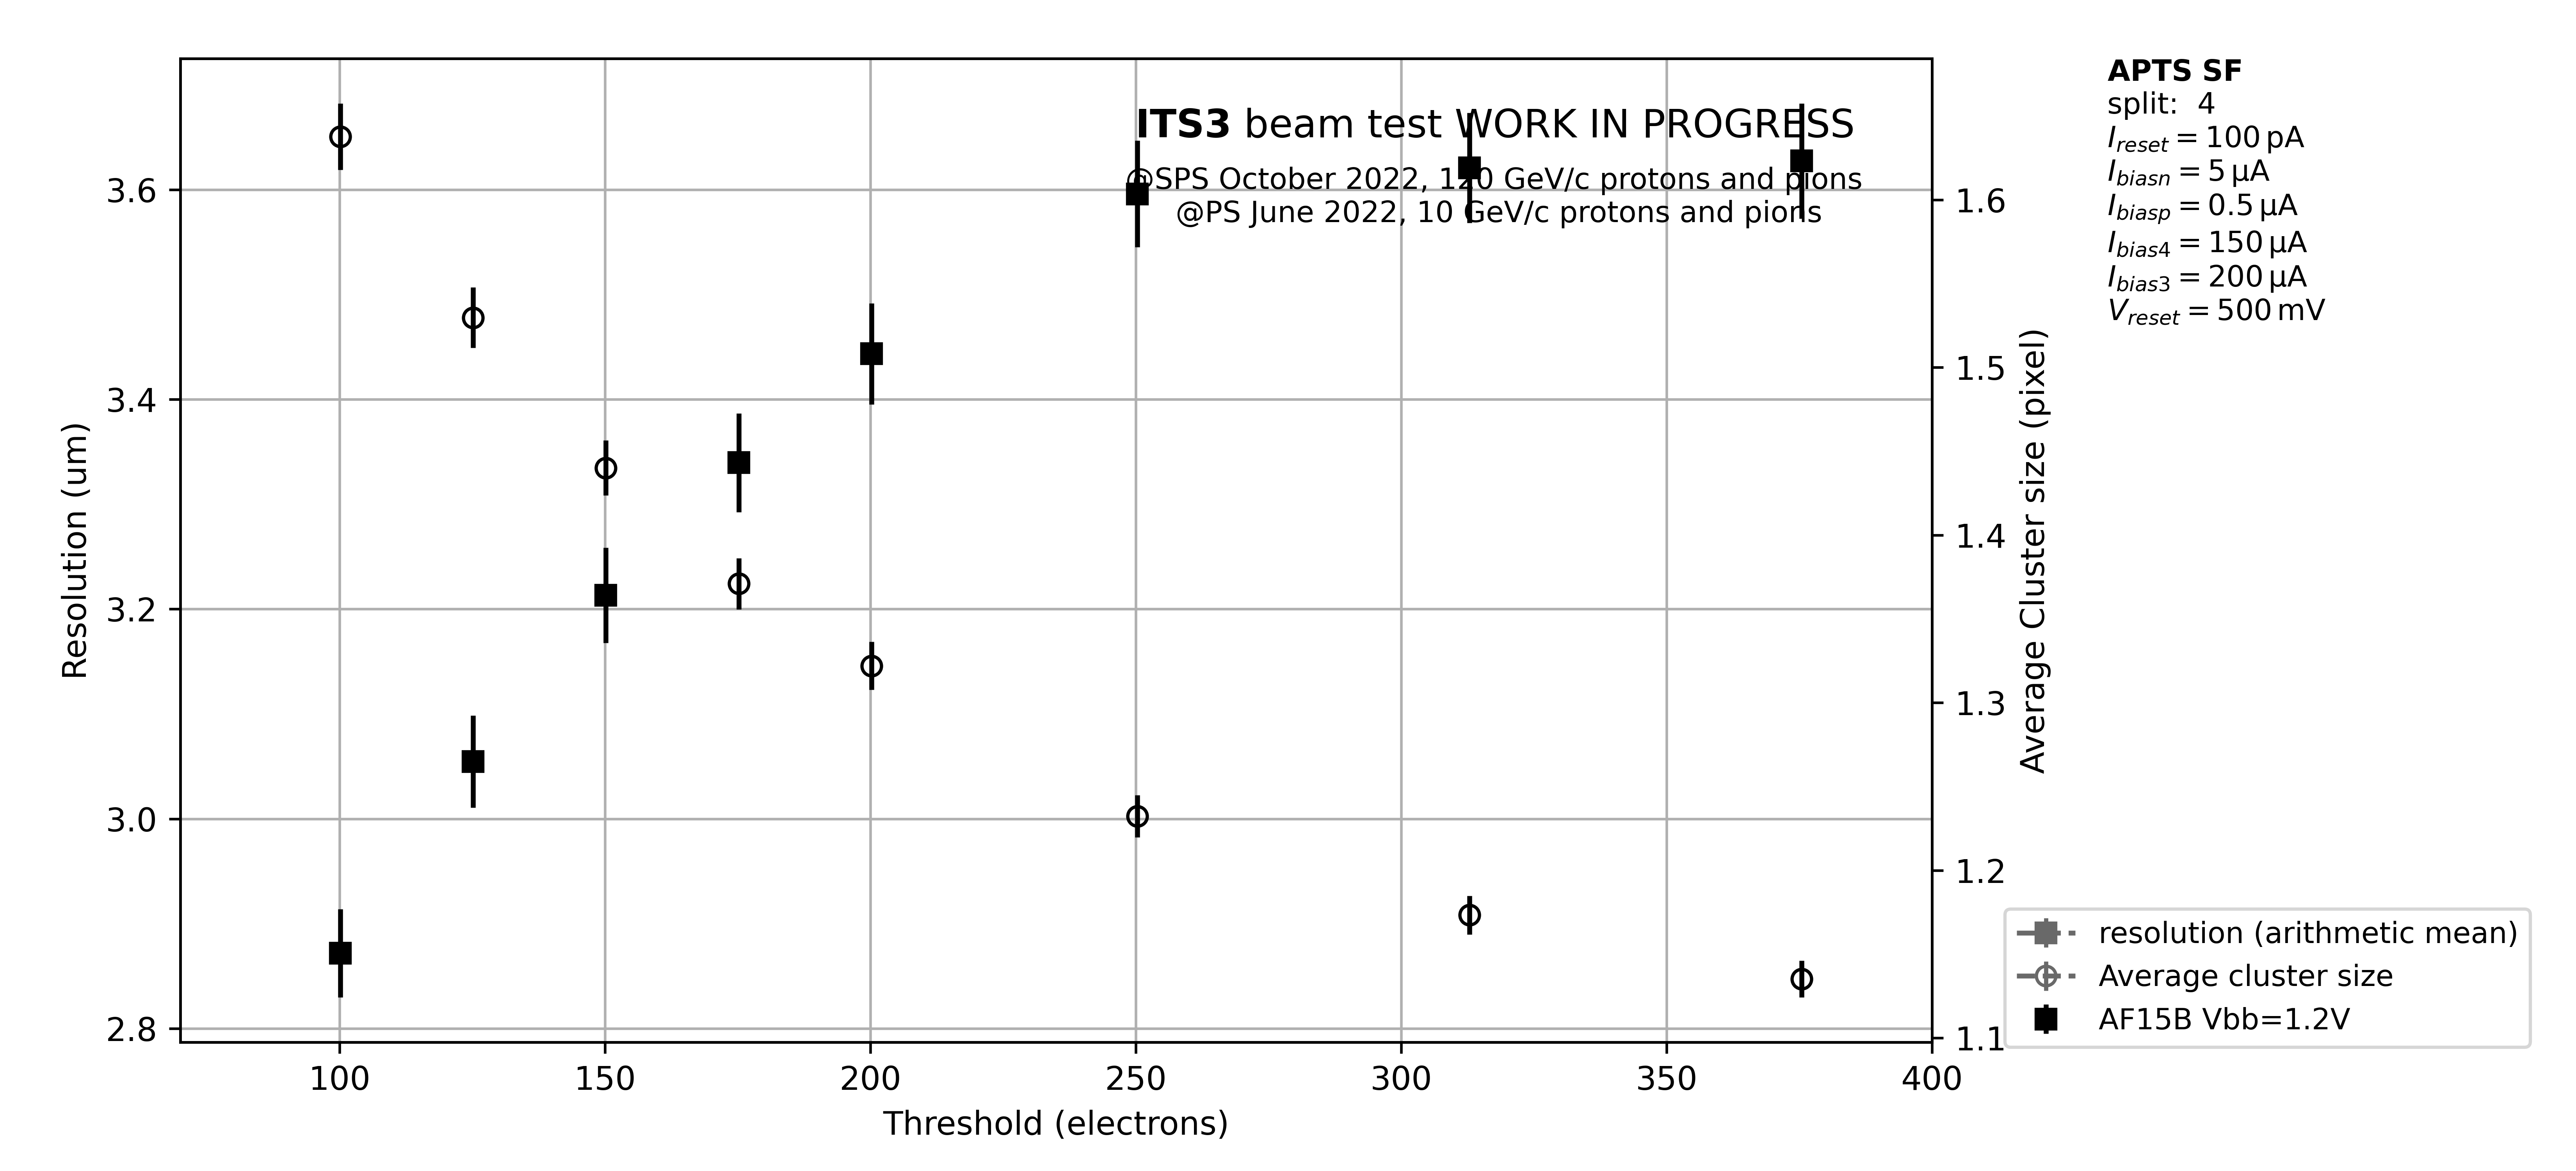 ITS3 beam test WORK IN PROGRESS
@SPS October 2022, 120 GeV/c protons and pions
@PS June 2022, 10 GeV/c protons and pions
APTS SF
split: 4
I_reset = 100 pA
I_biasn = 5 μA
I_biasp = 0.5 μA
I_bias4 = 150 μA
I_bias3 = 200 μA
V_reset = 500 mV
Resolution (um)
3.6
3.4
3.2
3.0
2.8
Average Cluster size (pixel)
1.6
1.5
1.4
1.3
1.2
1.1
100 150 200 250 300 350 400
Threshold (electrons)
resolution (arithmetic mean)
Average cluster size
AF15B Vbb=1.2V